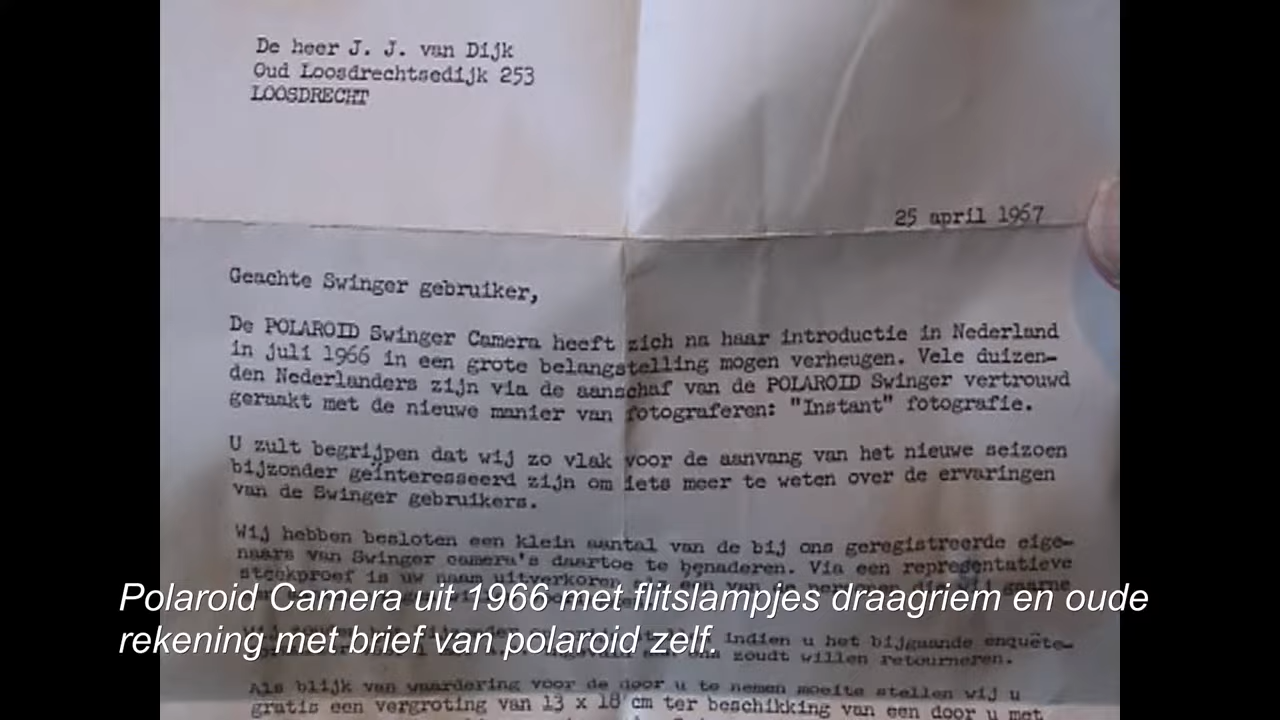 De heer J. J. van Dijk
Oud Loosdrechtsedijk 253
LOOSDRECHT
25 april 1967
Geachte Swinger gebruiker,
De POLAROID Swinger Camera heeft zich na haar introductie in Nederland
in juli 1966 in een grote belangstelling mogen verheugen. Vele duizen-
den Nederlanders zijn via de aanschaf van de POLAROID Swinger vertrouwd
geraakt met de nieuwe manier van fotograferen: "Instant" fotografie.
U zult begrijpen dat wij zo vlak voor de aanvang van het nieuwe seizoen
bijzonder geïnteresseerd zijn om iets meer te weten over de ervaringen
van de Swinger gebruikers.
Wij hebben besloten een klein aantal van de bij ons geregistreerde eige-
naars van Swinger camera's daartoe te benaderen. Via een representatieve
steekproef is uw naam uitverkoren
Polaroid Camera uit 1966 met flitslampjes draagriem en oude
rekening met brief van polaroid zelf.
indien u het bijgaande enquête-
zoudt willen retourneren.
Als blijk van waardering voor de door u te nemen moeite stellen wij u
gratis een vergroting van 13 x 18 cm ter beschikking van een door u met